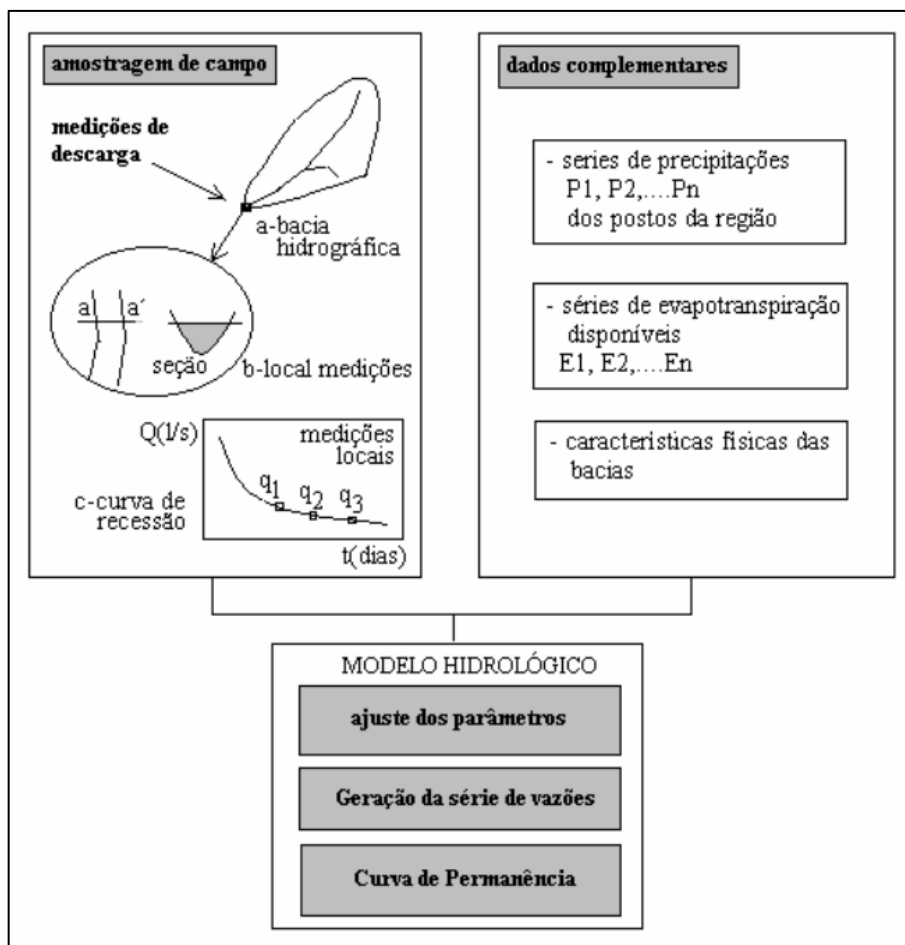 amostragem de campo
medições de
descarga
a-bacia
hidrográfica
a
a´
seção
b-local medições
Q(l/s)
medições
locais
q1
q2
q3
c-curva de
recessão
t(dias)
dados complementares
- series de precipitações
P1, P2,....Pn
dos postos da região
- séries de evapotranspiração
disponíveis
E1, E2,....En
- características físicas das
bacias
MODELO HIDROLÓGICO
ajuste dos parâmetros
Geração da série de vazões
Curva de Permanência